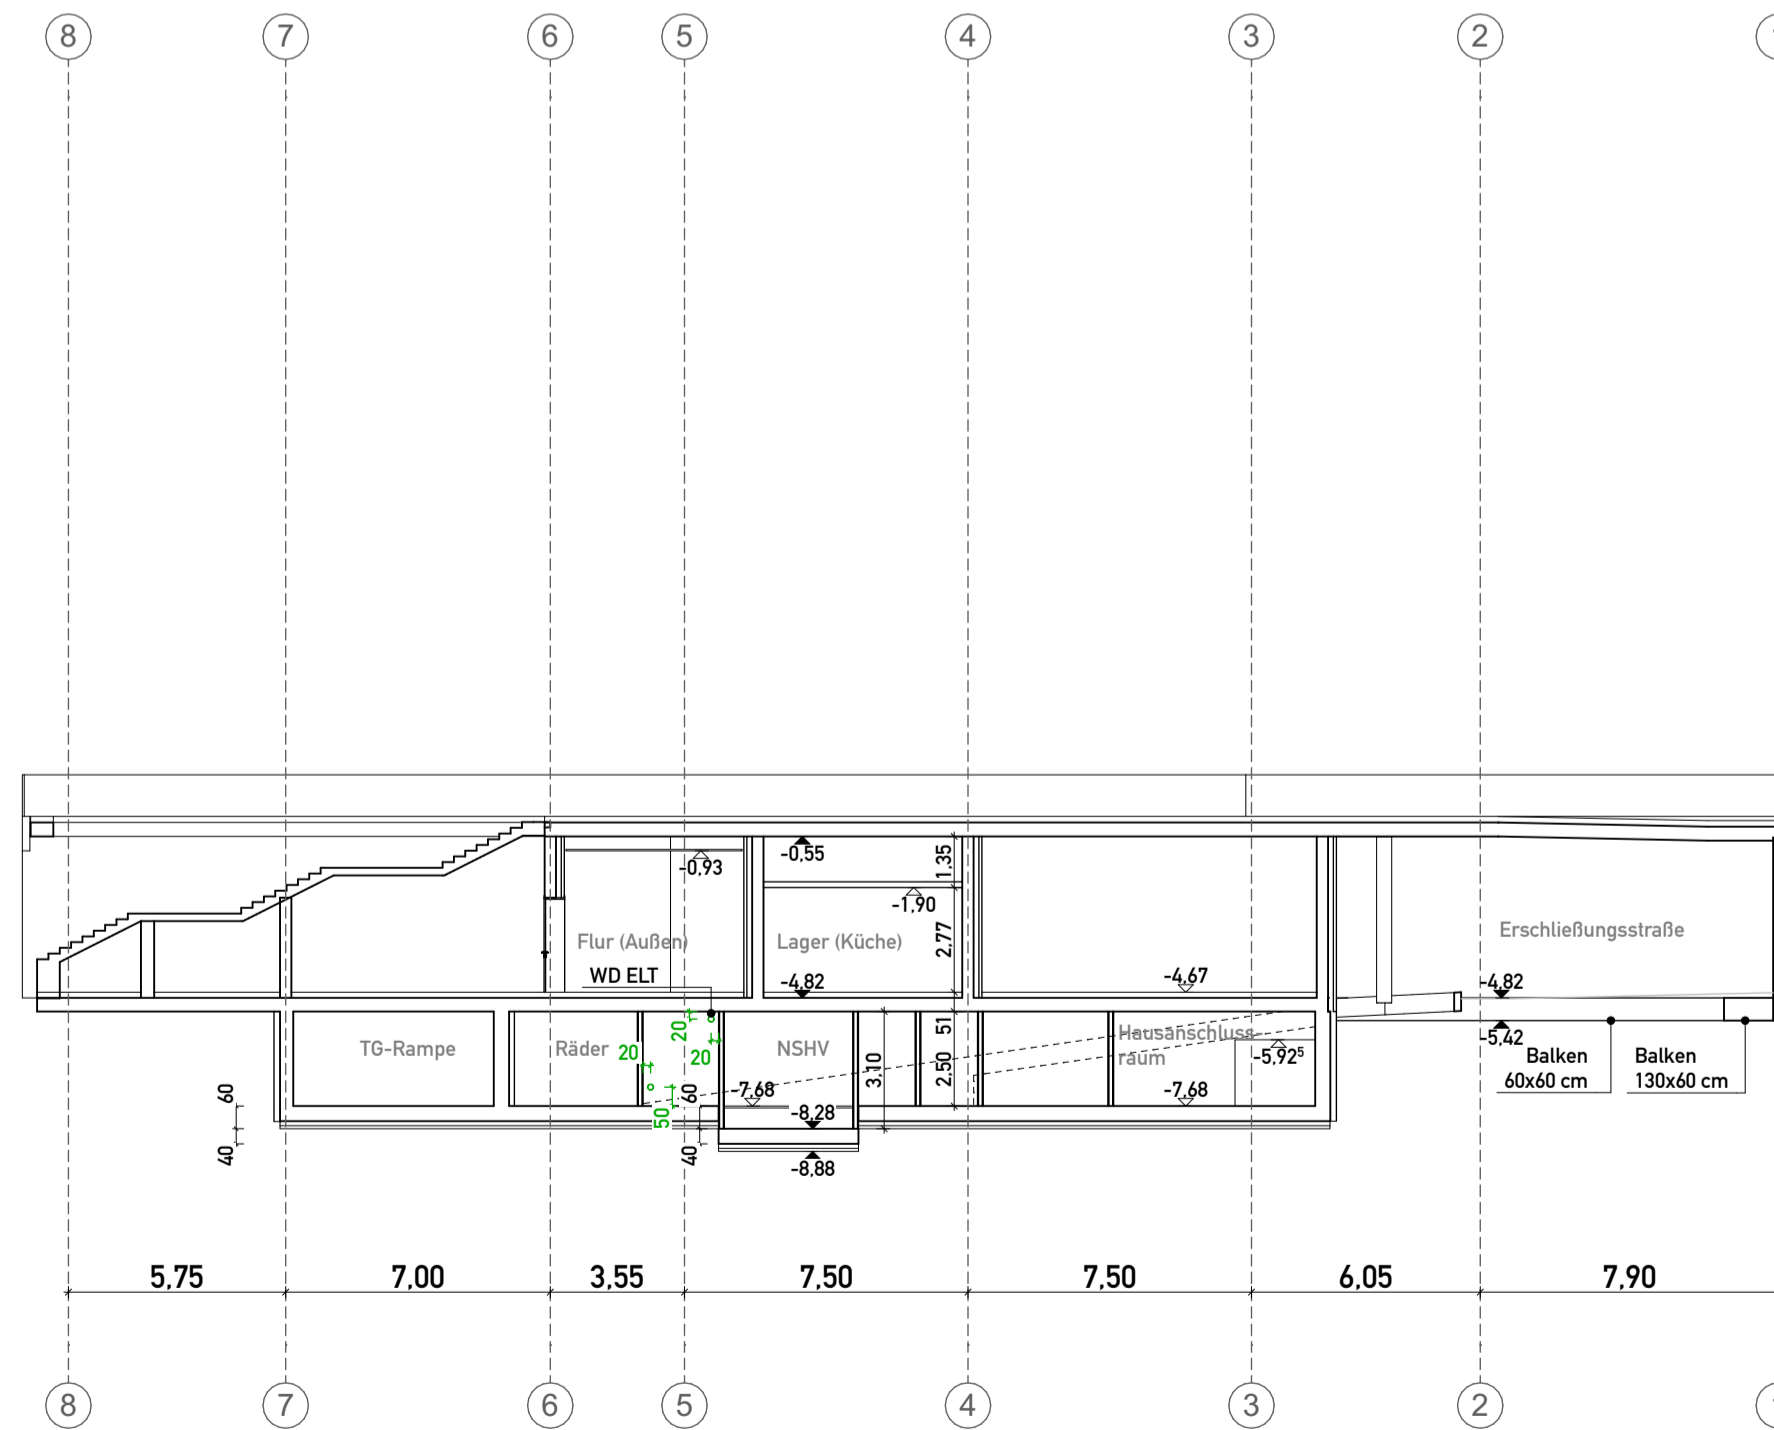 8 7 6 5 4 3 2
-0,55
1,35
-0,93
-1,90
Flur (Außen)
Lager (Küche)
2,77
Erschließungsstraße
WD ELT
-4,67
-4,82
-4,82
20
51
Hausanschluss-
raum
-5,42
TG-Rampe
Räder
20
20
NSHV
3,10
2,50
-5,92⁵
Balken
60x60 cm
Balken
130x60 cm
60
50
60
-7,68
-7,68
-8,28
40
40
-8,88
5,75 7,00 3,55 7,50 7,50 6,05 7,90
8 7 6 5 4 3 2